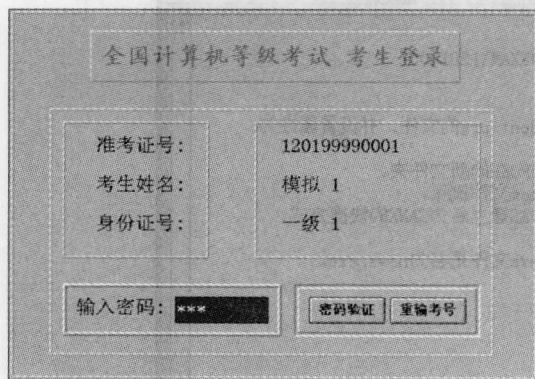 全国计算机等级考试 考生登录
准考证号: 120199990001
考生姓名: 模拟 1
身份证号: 一级 1
输入密码: *** 密码验证 重输考号